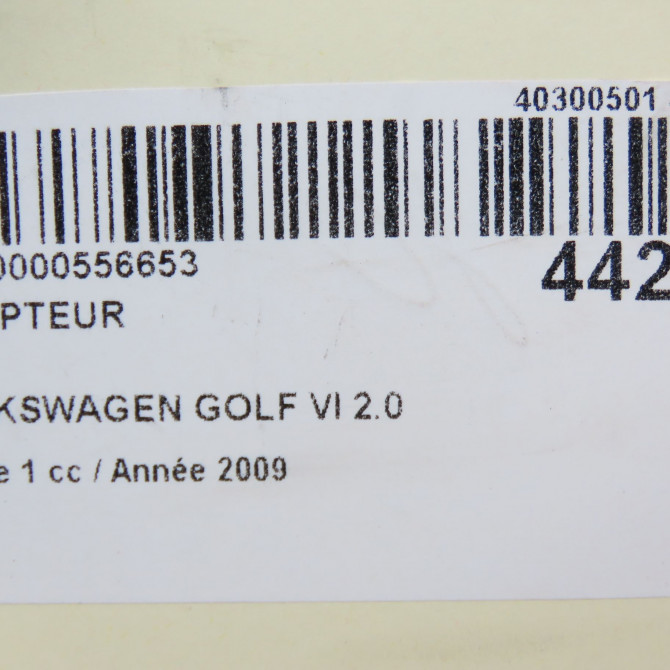 40300501
0000556653
442
PTEUR
KSWAGEN GOLF VI 2.0
e 1 cc / Année 2009